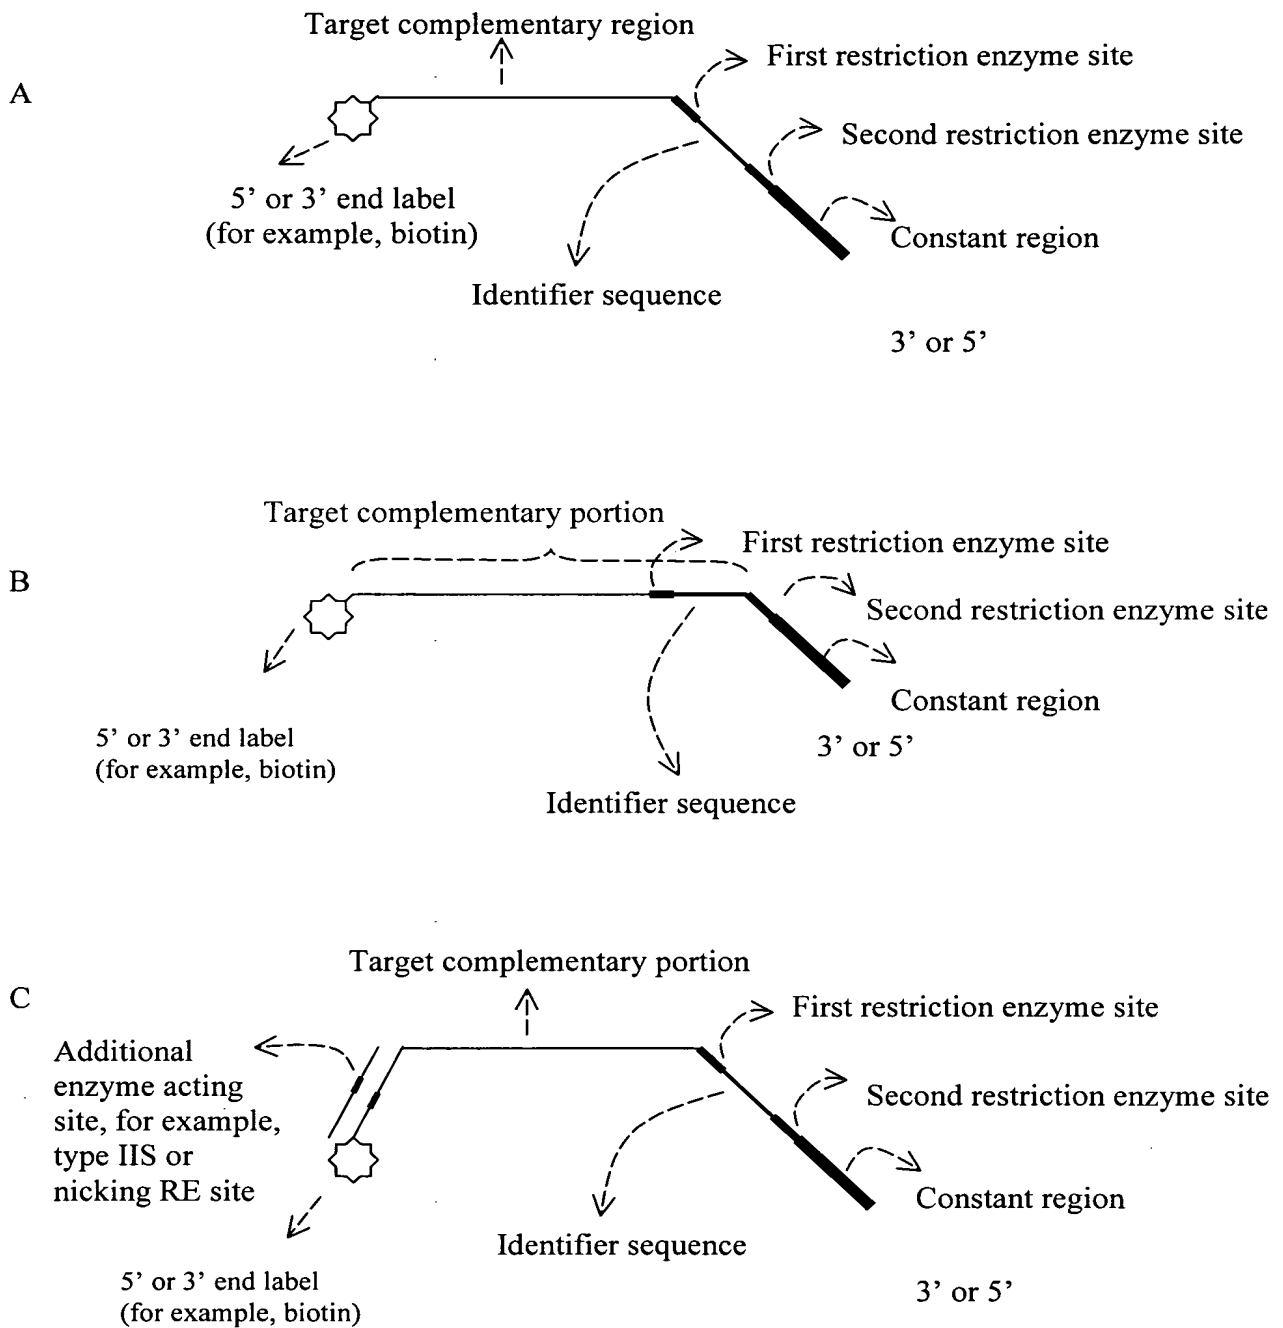 Target complementary region
First restriction enzyme site
A
Second restriction enzyme site
5’ or 3’ end label
(for example, biotin)
Constant region
Identifier sequence
3’ or 5’
Target complementary portion
First restriction enzyme site
B
Second restriction enzyme site
Constant region
5’ or 3’ end label
(for example, biotin)
3’ or 5’
Identifier sequence
Target complementary portion
C
First restriction enzyme site
Additional
enzyme acting
site, for example,
type IIS or
nicking RE site
Second restriction enzyme site
Constant region
Identifier sequence
5’ or 3’ end label
(for example, biotin)
3’ or 5’